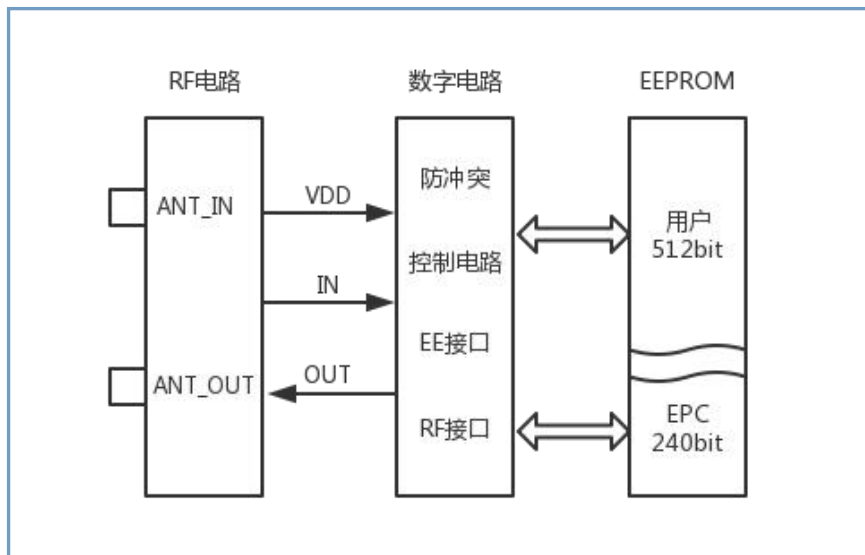 RF电路
数字电路
EEPROM
ANT_IN
VDD
防冲突
用户
512bit
控制电路
IN
EE接口
ANT_OUT
OUT
RF接口
EPC
240bit